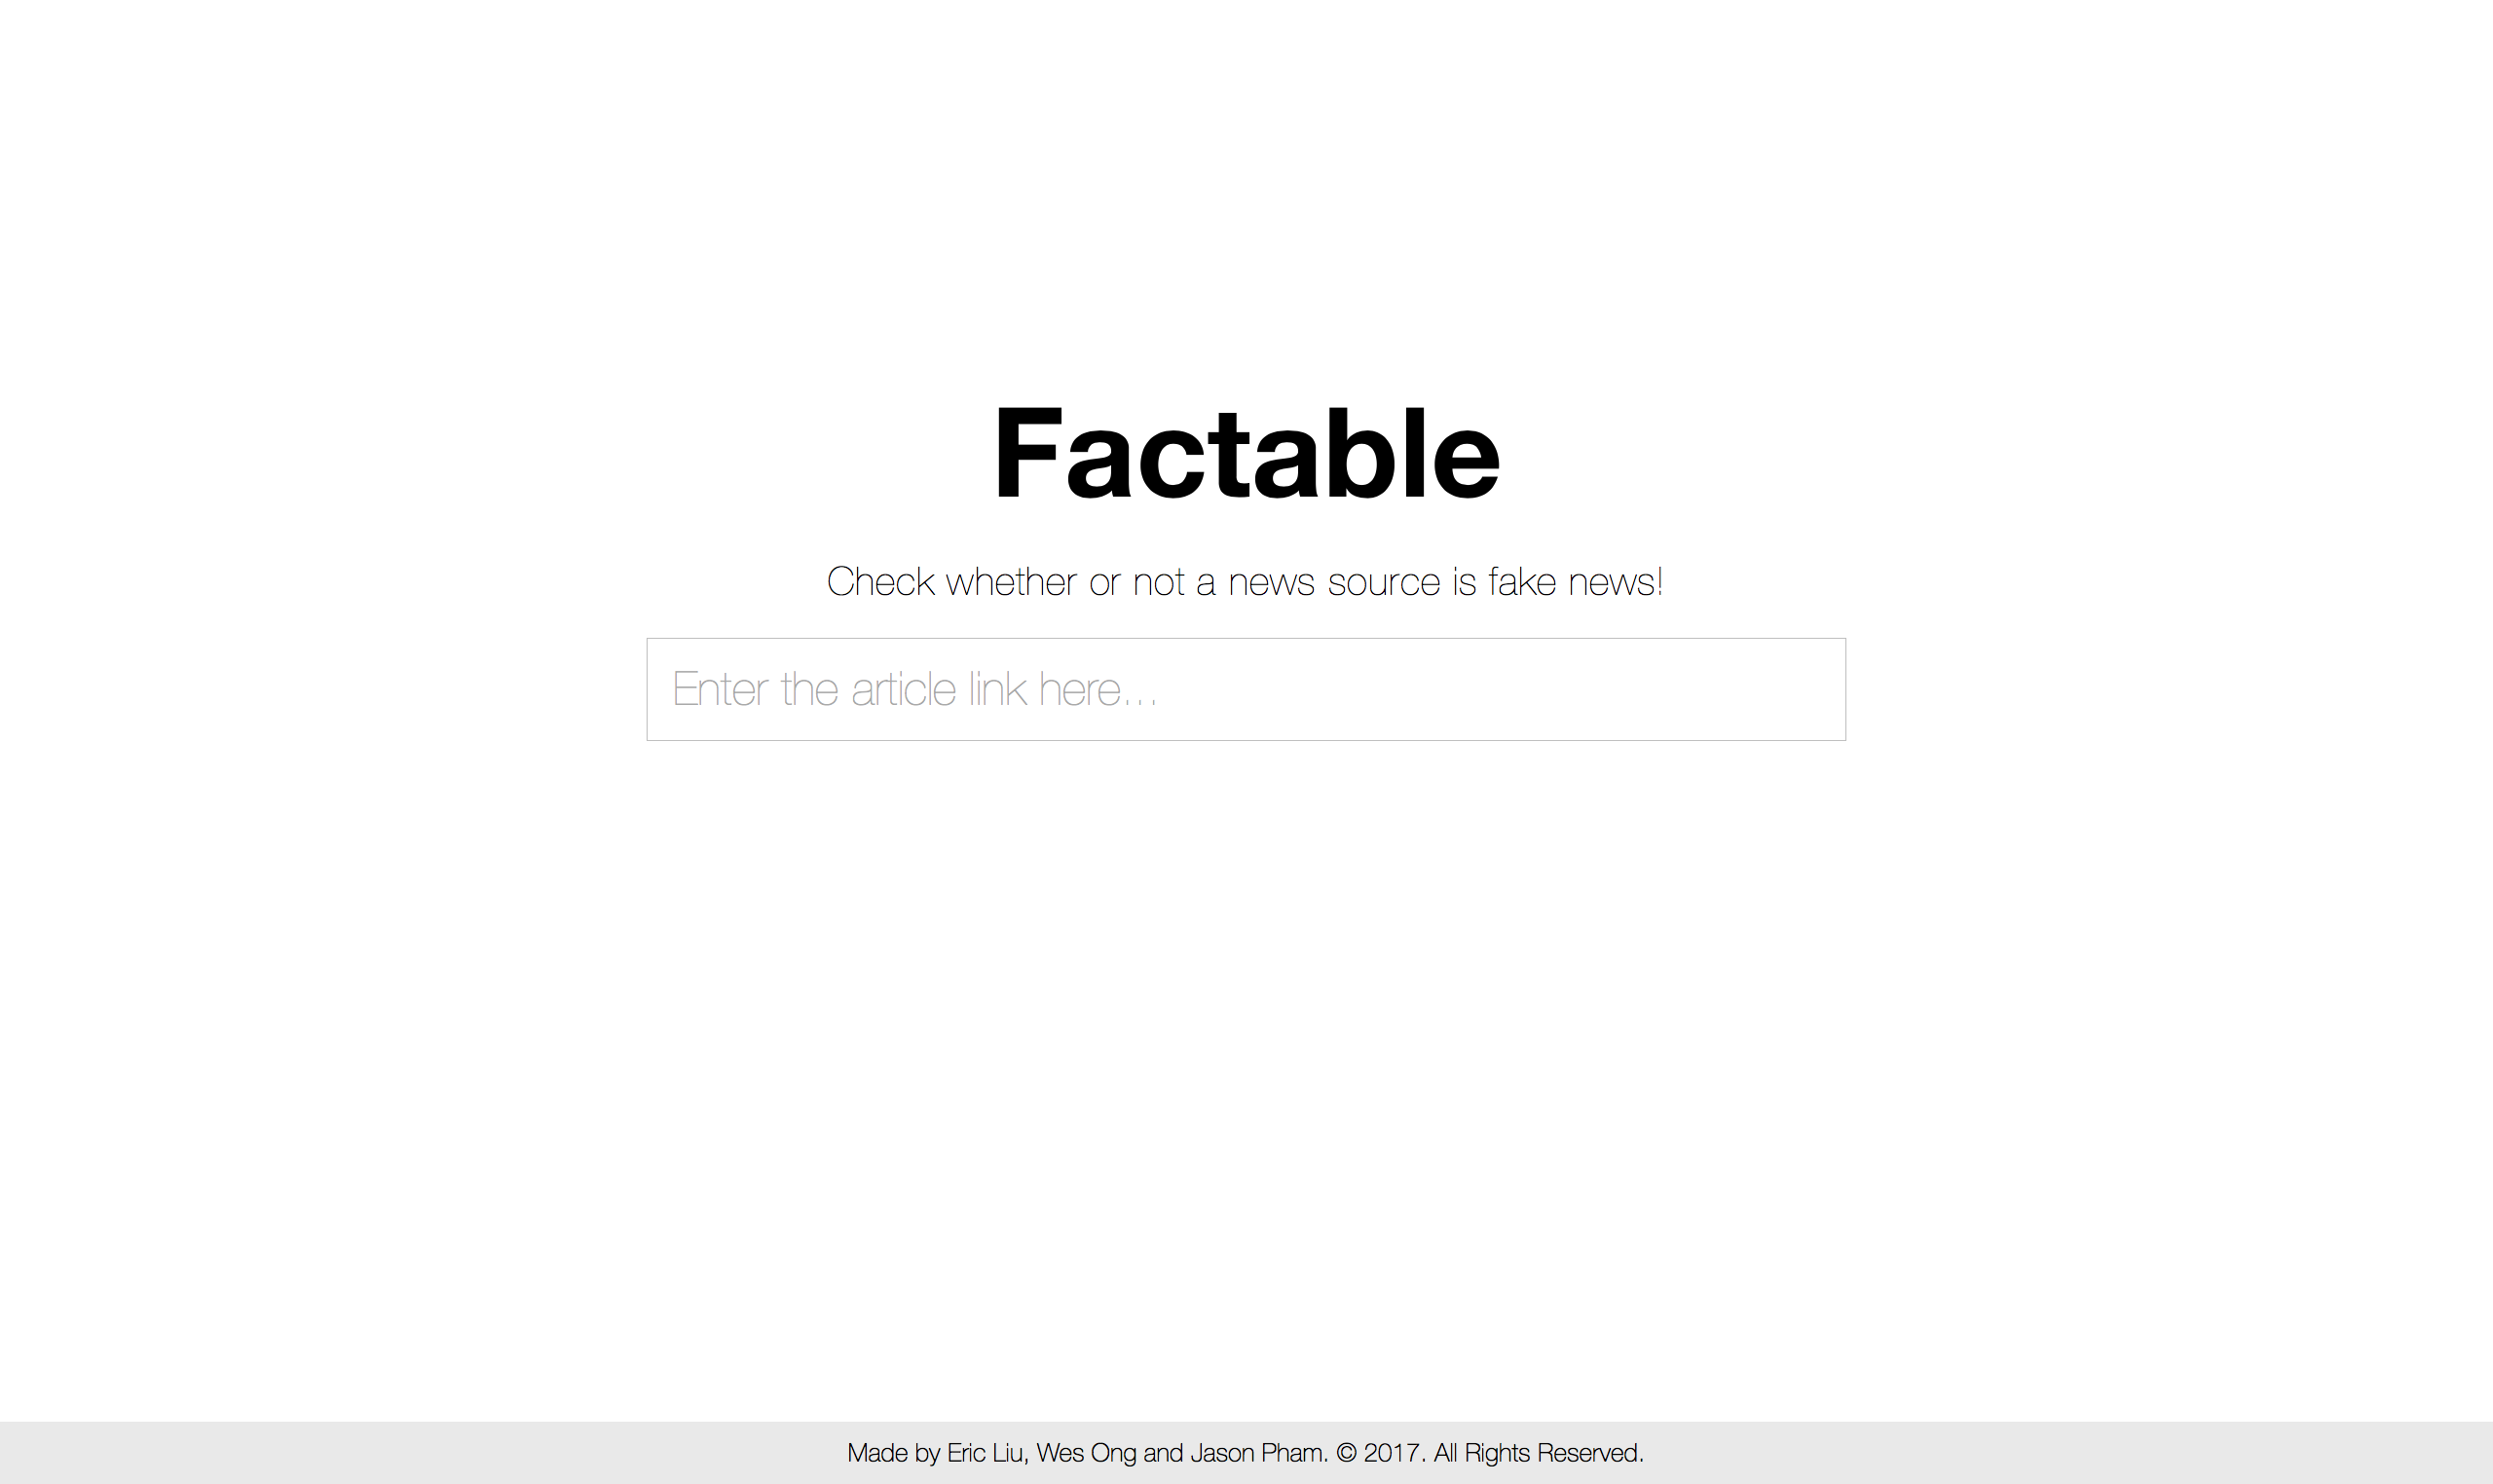 Factable
Check whether or not a news source is fake news!
Enter the article link here...
Made by Eric Liu, Wes Ong and Jason Pham. © 2017. All Rights Reserved.